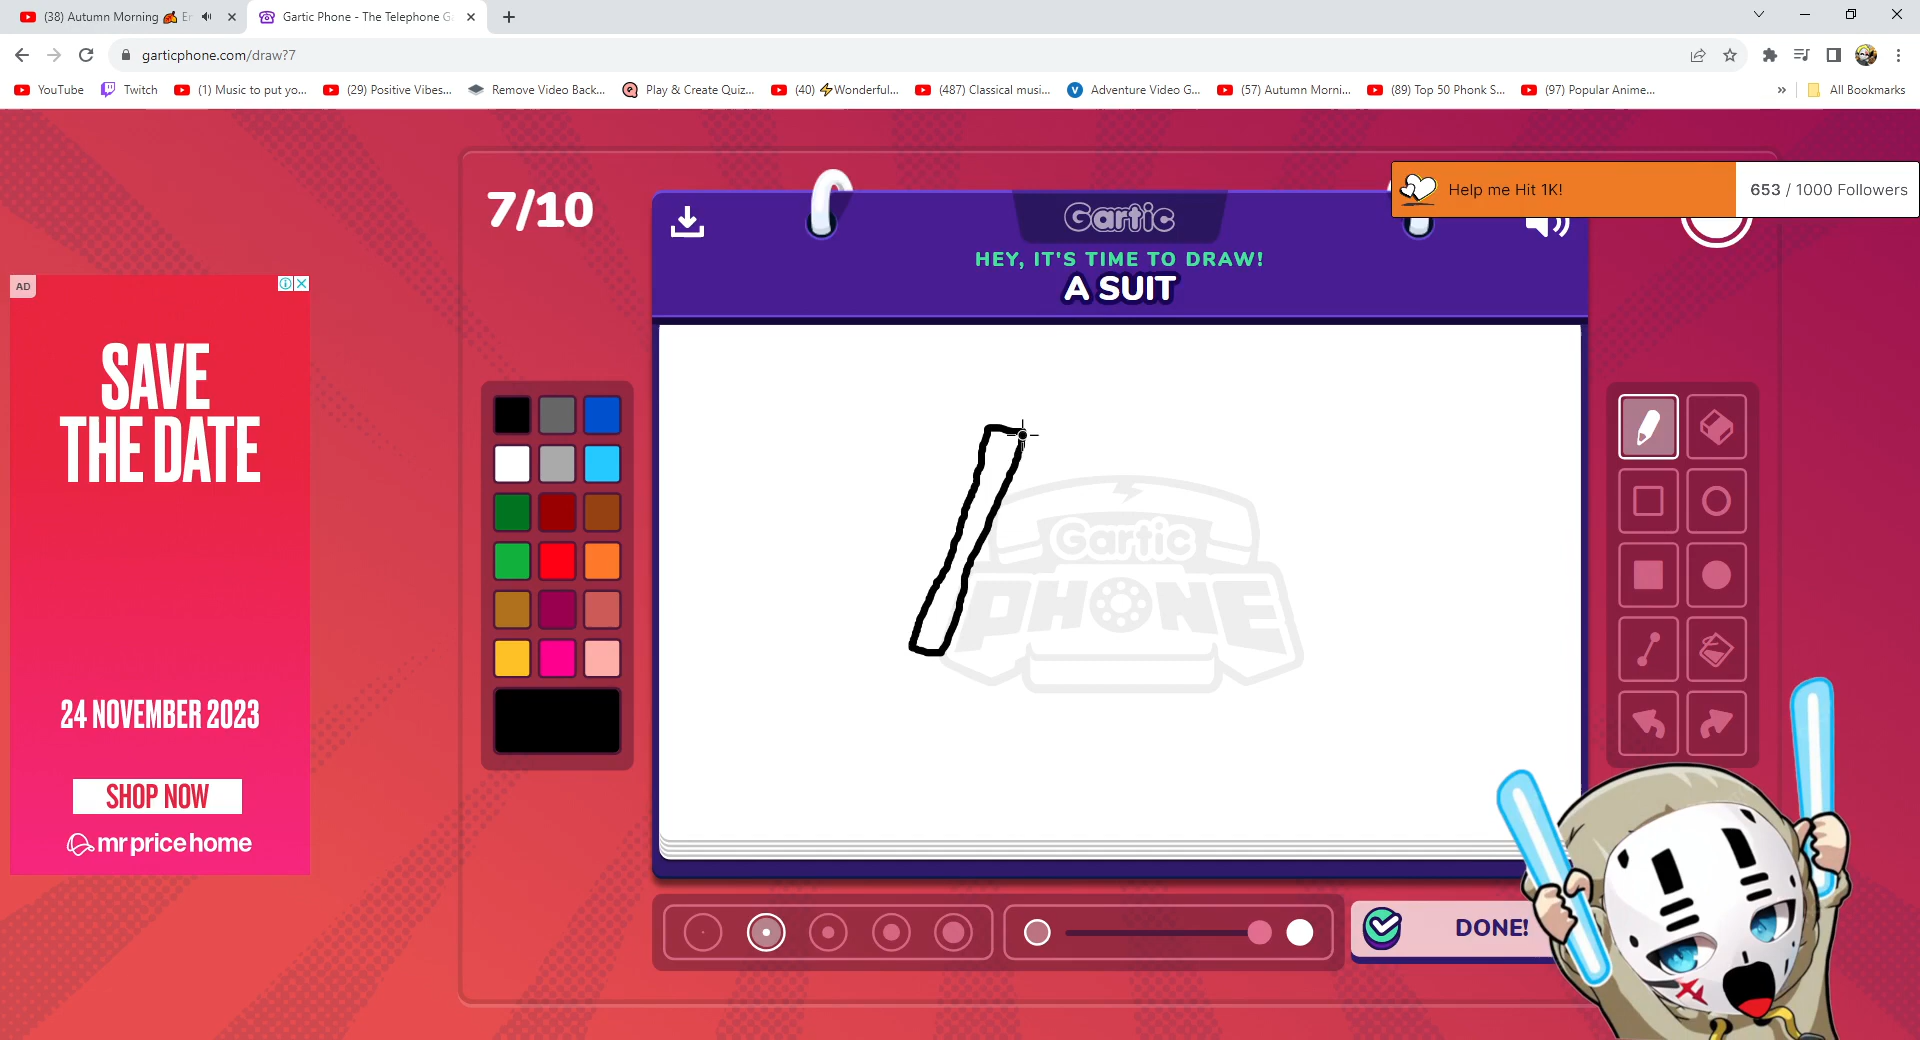 (38) Autumn Morning 🍂 Er
Gartic Phone - The Telephone G
garticphone.com/draw?7
YouTube
Twitch
(1) Music to put yo...
(29) Positive Vibes...
Remove Video Back...
Play & Create Quiz...
(40) ⚡Wonderful...
(487) Classical musi...
Adventure Video G...
(57) Autumn Morni...
(89) Top 50 Phonk S...
(97) Popular Anime...
»
All Bookmarks
7/10
Gartic
HEY, IT'S TIME TO DRAW!
A SUIT
Help me Hit 1K!
653 / 1000 Followers
AD
SAVE
THE DATE
24 NOVEMBER 2023
SHOP NOW
mr price home
Gartic
PHONE
DONE!